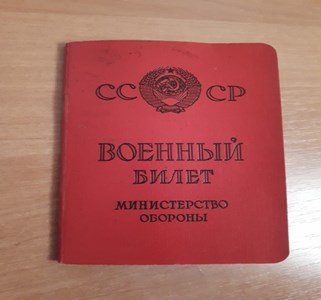 СССР
ВОЕННЫЙ
БИЛЕТ
МИНИСТЕРСТВО
ОБОРОНЫ